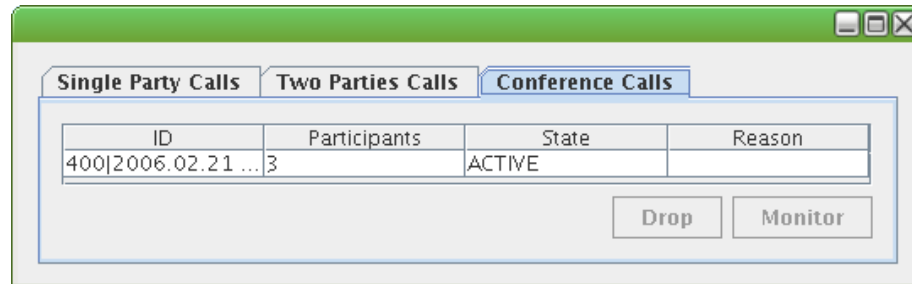 Single Party Calls Two Parties Calls Conference Calls
ID Participants State Reason
400|2006.02.21 ... 3 ACTIVE
Drop Monitor